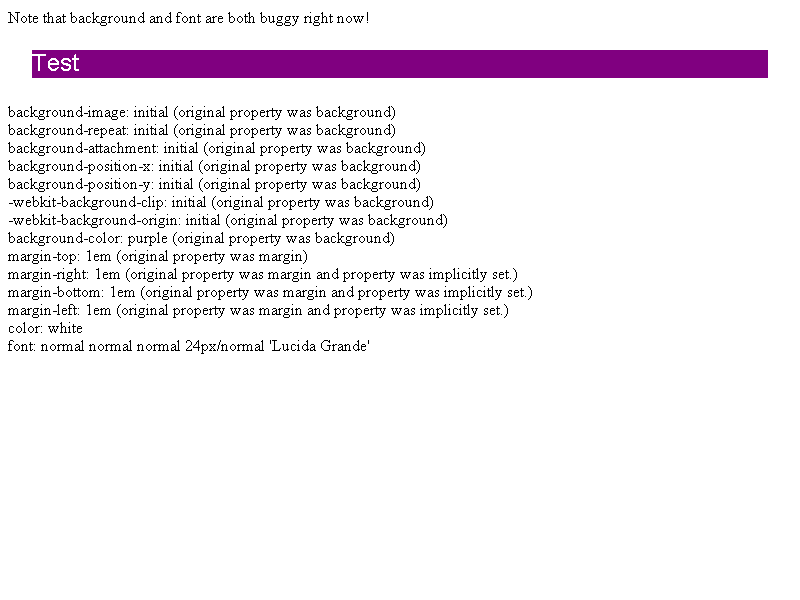 Note that background and font are both buggy right now!
Test
background-image: initial (original property was background)
background-repeat: initial (original property was background)
background-attachment: initial (original property was background)
background-position-x: initial (original property was background)
background-position-y: initial (original property was background)
-webkit-background-clip: initial (original property was background)
-webkit-background-origin: initial (original property was background)
background-color: purple (original property was background)
margin-top: 1em (original property was margin)
margin-right: 1em (original property was margin and property was implicitly set.)
margin-bottom: 1em (original property was margin and property was implicitly set.)
margin-left: 1em (original property was margin and property was implicitly set.)
color: white
font: normal normal normal 24px/normal 'Lucida Grande'